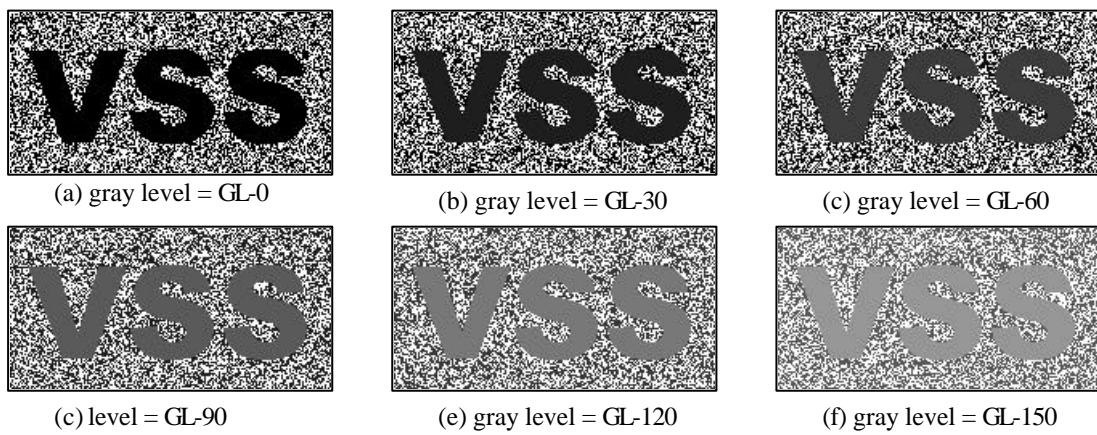 VSS
VSS
VSS
(a) gray level = GL-0
(b) gray level = GL-30
(c) gray level = GL-60
VSS
VSS
VSS
(c) level = GL-90
(e) gray level = GL-120
(f) gray level = GL-150